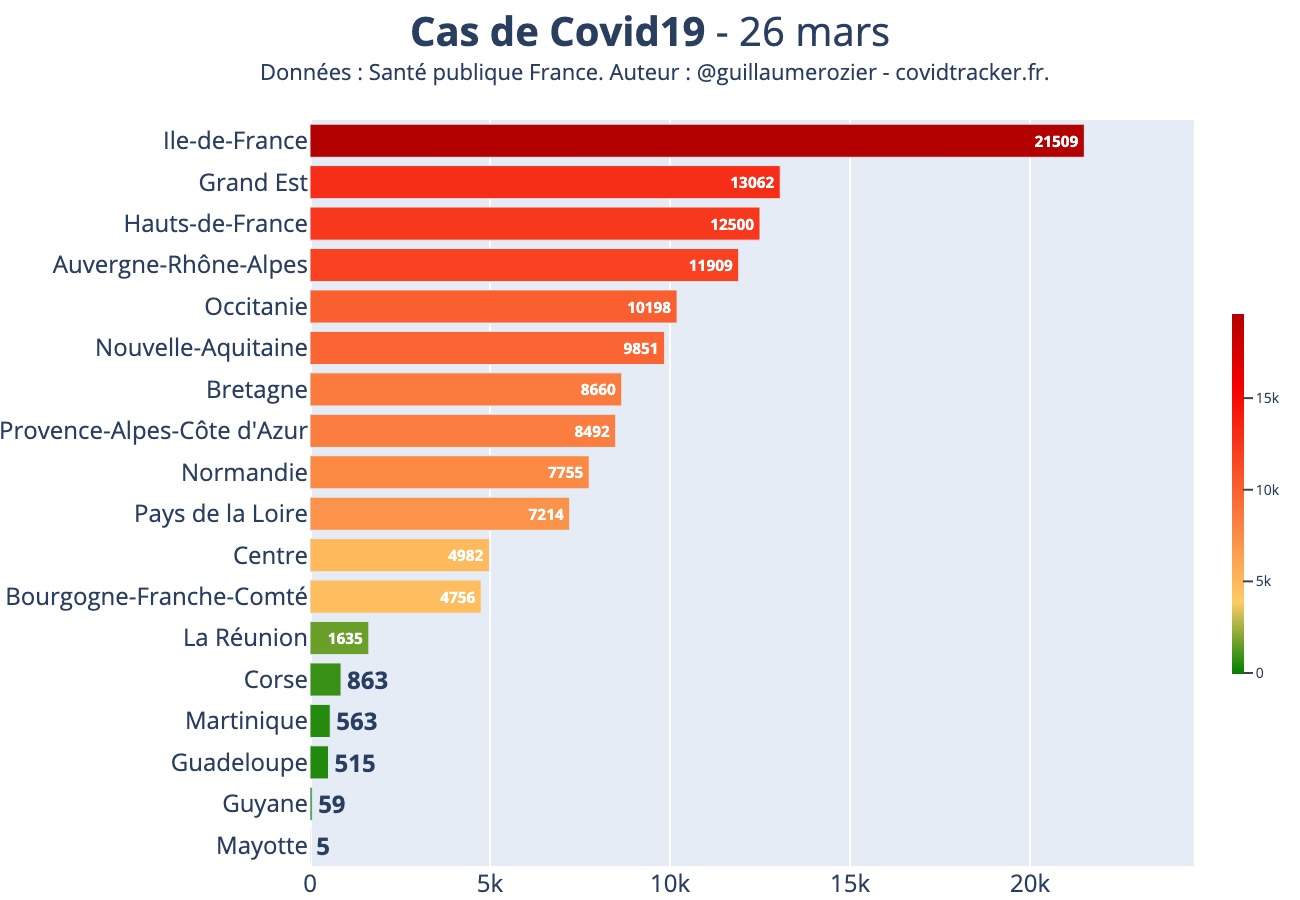 Cas de Covid19 - 26 mars
Données : Santé publique France. Auteur : @guillaumerozier - covidtracker.fr.
Ile-de-France 21509
Grand Est 13062
Hauts-de-France 12500
Auvergne-Rhône-Alpes 11909
Occitanie 10198
Nouvelle-Aquitaine 9851
Bretagne 8660
Provence-Alpes-Côte d'Azur 8492
Normandie 7755
Pays de la Loire 7214
Centre 4982
Bourgogne-Franche-Comté 4756
La Réunion 1635
Corse 863
Martinique 563
Guadeloupe 515
Guyane 59
Mayotte 5
0 5k 10k 15k 20k
15k
10k
5k
0